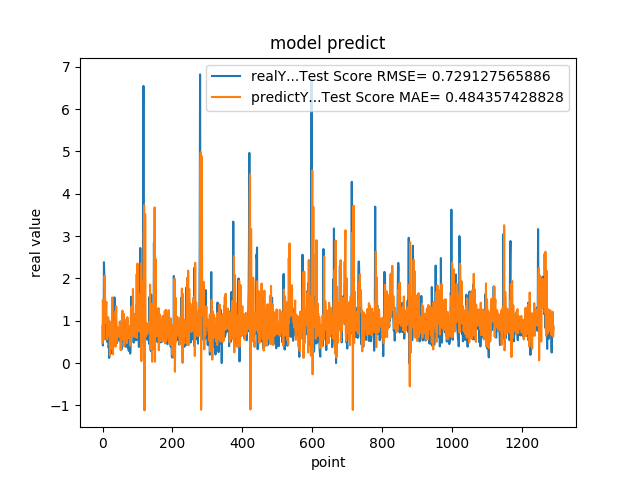 model predict
realY...Test Score RMSE= 0.729127565886
predictY...Test Score MAE= 0.484357428828
7
6
5
4
3
2
1
0
−1
real value
0 200 400 600 800 1000 1200
point